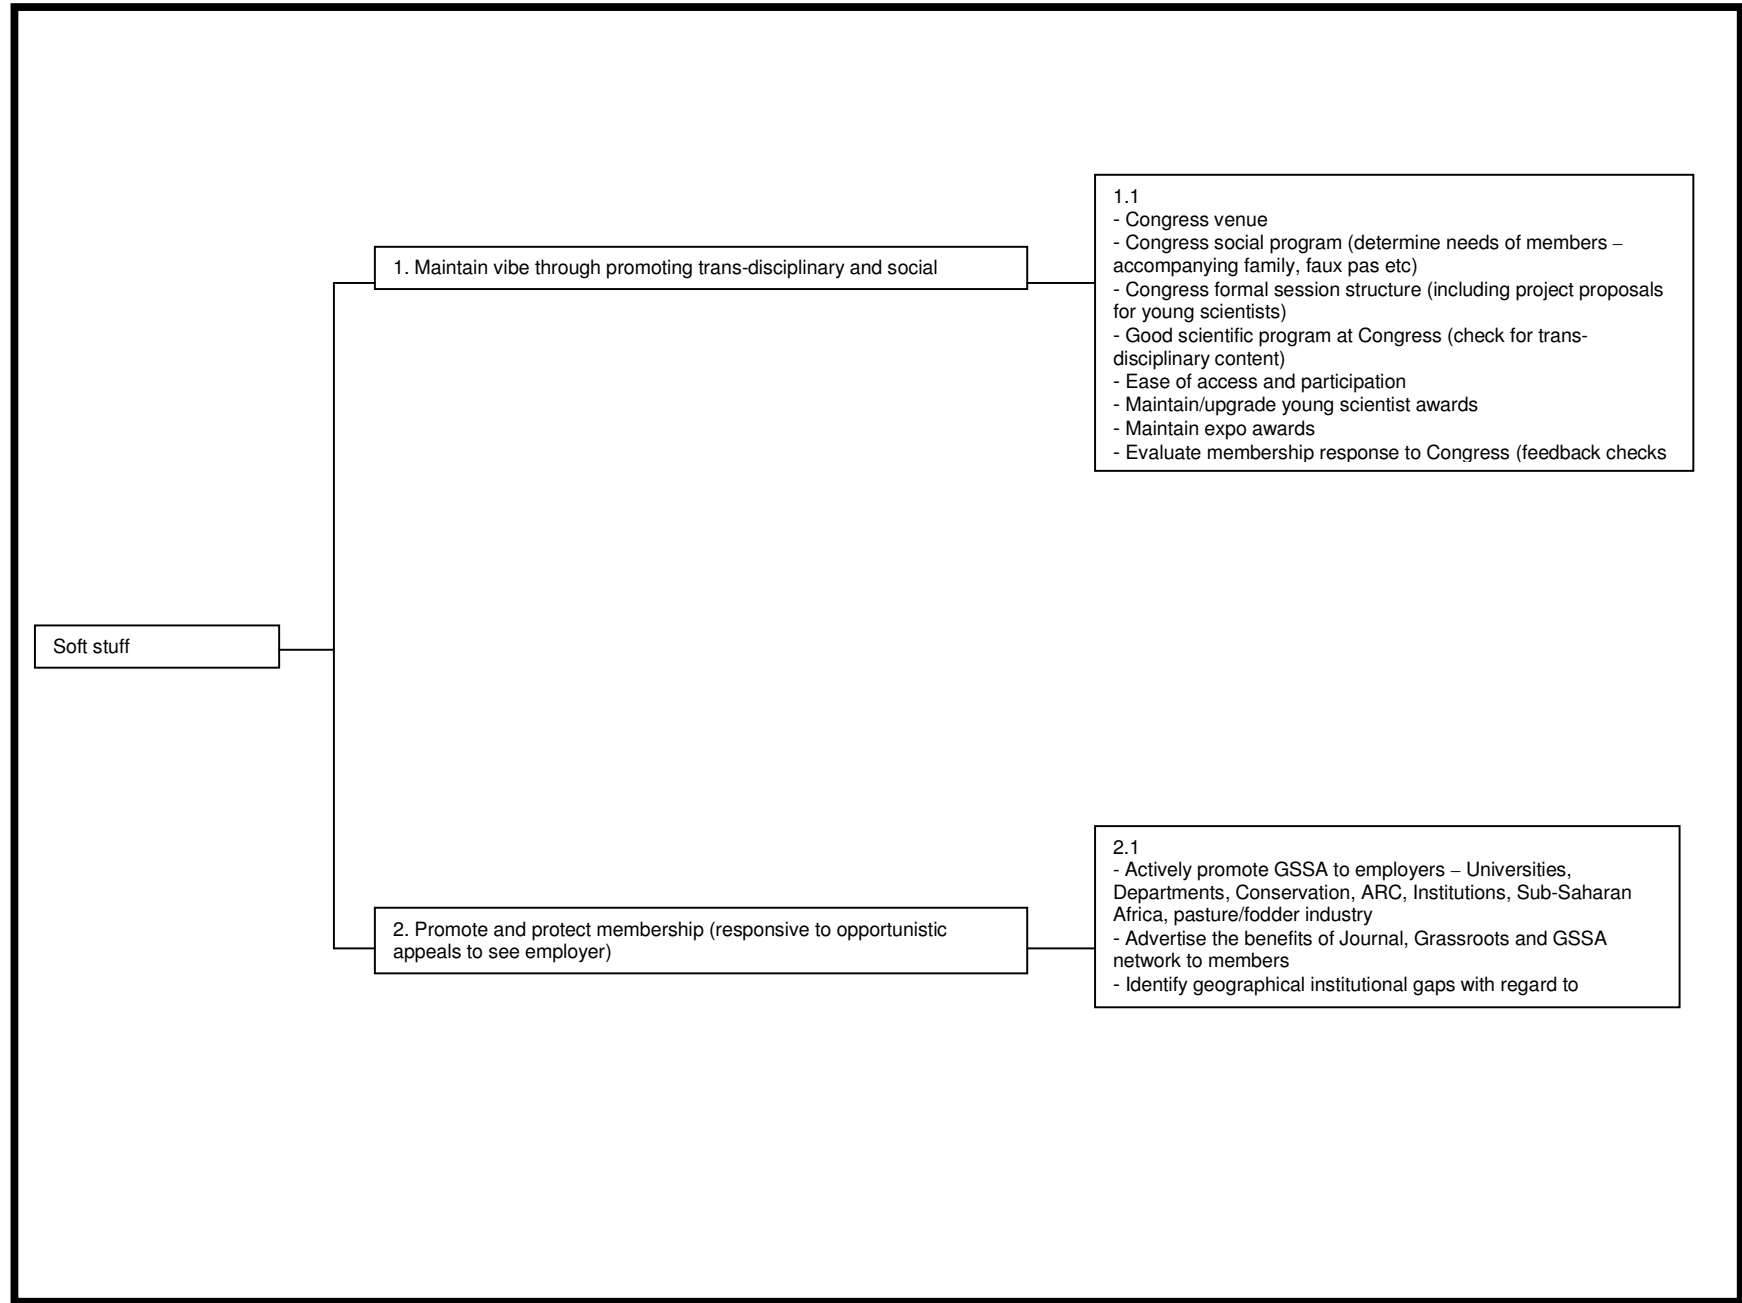 1.1
- Congress venue
- Congress social program (determine needs of members –
accompanying family, faux pas etc)
- Congress formal session structure (including project proposals
for young scientists)
- Good scientific program at Congress (check for trans-
disciplinary content)
- Ease of access and participation
- Maintain/upgrade young scientist awards
- Maintain expo awards
- Evaluate membership response to Congress (feedback checks
1. Maintain vibe through promoting trans-disciplinary and social
Soft stuff
2.1
- Actively promote GSSA to employers – Universities,
Departments, Conservation, ARC, Institutions, Sub-Saharan
Africa, pasture/fodder industry
- Advertise the benefits of Journal, Grassroots and GSSA
network to members
- Identify geographical institutional gaps with regard to
2. Promote and protect membership (responsive to opportunistic
appeals to see employer)